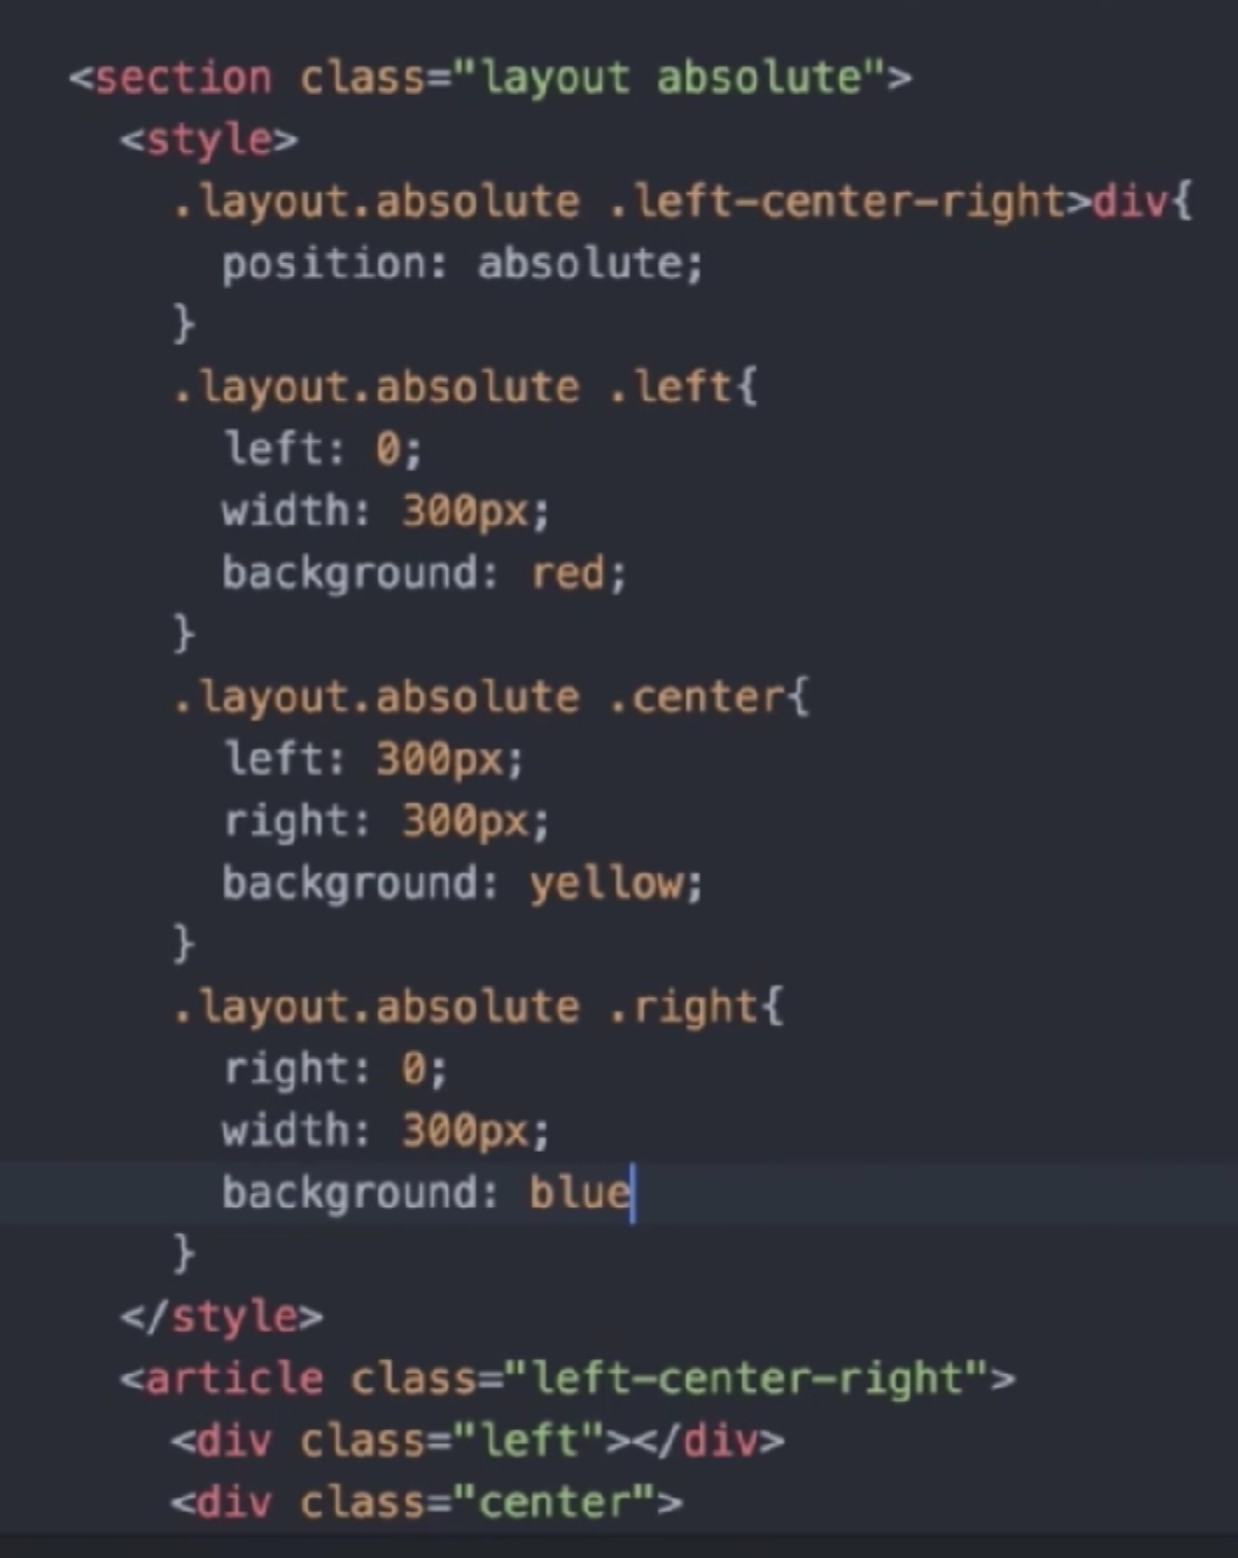 <section class="layout absolute">
<style>
.layout.absolute .left-center-right>div{
position: absolute;
}
.layout.absolute .left{
left: 0;
width: 300px;
background: red;
}
.layout.absolute .center{
left: 300px;
right: 300px;
background: yellow;
}
.layout.absolute .right{
right: 0;
width: 300px;
background: blue
}
</style>
<article class="left-center-right">
<div class="left"></div>
<div class="center">